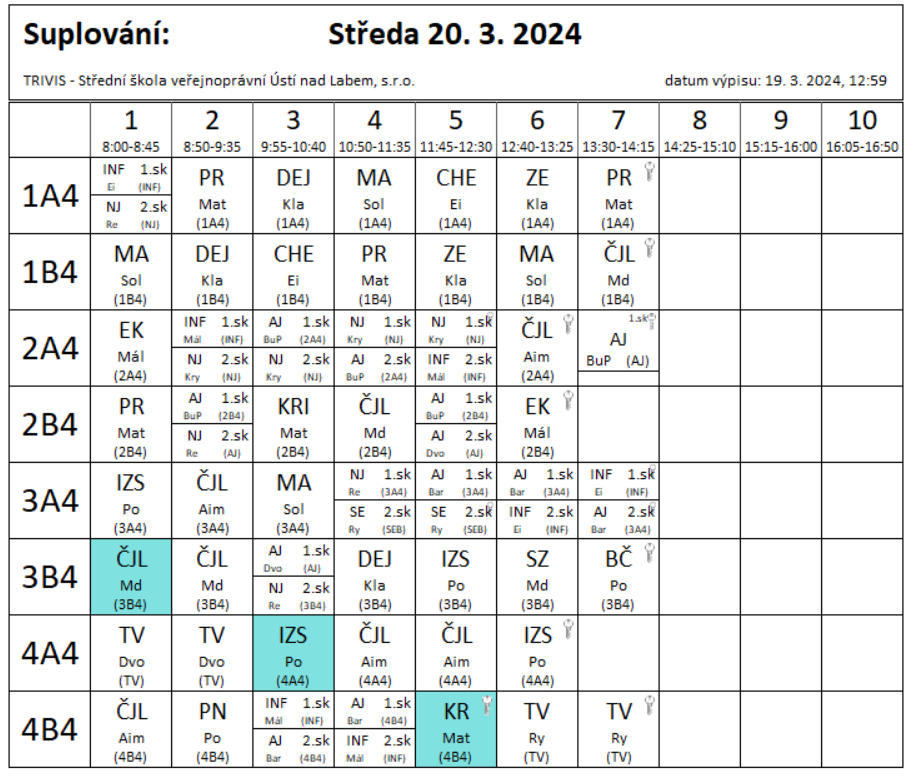 Suplování: Středa 20. 3. 2024
TRIVIS - Střední škola veřejnoprávní Ústí nad Labem, s.r.o. datum výpisu: 19. 3. 2024, 12:59
1 2 3 4 5 6 7 8 9 10
8:00-8:45 8:50-9:35 9:55-10:40 10:50-11:35 11:45-12:30 12:40-13:25 13:30-14:15 14:25-15:10 15:15-16:00 16:05-16:50
1A4
INF 1.sk
Ei (INF)
NJ 2.sk
Re (NJ)
PR
Mat
(1A4)
DEJ
Kla
(1A4)
MA
Sol
(1A4)
CHE
Ei
(1A4)
ZE
Kla
(1A4)
PR
Mat
(1A4)
1B4
MA
Sol
(1B4)
DEJ
Kla
(1B4)
CHE
Ei
(1B4)
PR
Mat
(1B4)
ZE
Kla
(1B4)
MA
Sol
(1B4)
ČJL
Md
(1B4)
2A4
EK
Mál
(2A4)
INF 1.sk
Mál (INF)
NJ 2.sk
Kry (NJ)
AJ 1.sk
BuP (2A4)
NJ 2.sk
Kry (NJ)
NJ 1.sk
Kry (NJ)
AJ 2.sk
BuP (2A4)
NJ 1.sk
Kry (NJ)
INF 2.sk
Mál (INF)
ČJL
Aim
(2A4)
1.sk
AJ
BuP (AJ)
2B4
PR
Mat
(2B4)
AJ 1.sk
BuP (2B4)
NJ 2.sk
Re (AJ)
KRI
Mat
(2B4)
ČJL
Md
(2B4)
AJ 1.sk
BuP (2B4)
AJ 2.sk
Dvo (AJ)
EK
Mál
(2B4)
3A4
IZS
Po
(3A4)
ČJL
Aim
(3A4)
MA
Sol
(3A4)
NJ 1.sk
Re (3A4)
SE 2.sk
Ry (SEB)
AJ 1.sk
Bar (3A4)
SE 2.sk
Ry (SEB)
AJ 1.sk
Bar (3A4)
INF 2.sk
Ei (INF)
INF 1.sk
Ei (INF)
AJ 2.sk
Bar (3A4)
3B4
ČJL
Md
(3B4)
ČJL
Md
(3B4)
AJ 1.sk
Dvo (AJ)
NJ 2.sk
Re (3B4)
DEJ
Kla
(3B4)
IZS
Po
(3B4)
SZ
Md
(3B4)
BČ
Po
(3B4)
4A4
TV
Dvo
(TV)
TV
Dvo
(TV)
IZS
Po
(4A4)
ČJL
Aim
(4A4)
ČJL
Aim
(4A4)
IZS
Po
(4A4)
4B4
ČJL
Aim
(4B4)
PN
Po
(4B4)
INF 1.sk
Mál (INF)
AJ 2.sk
Bar (4B4)
AJ 1.sk
Bar (4B4)
INF 2.sk
Mál (INF)
KR
Mat
(4B4)
TV
Ry
(TV)
TV
Ry
(TV)